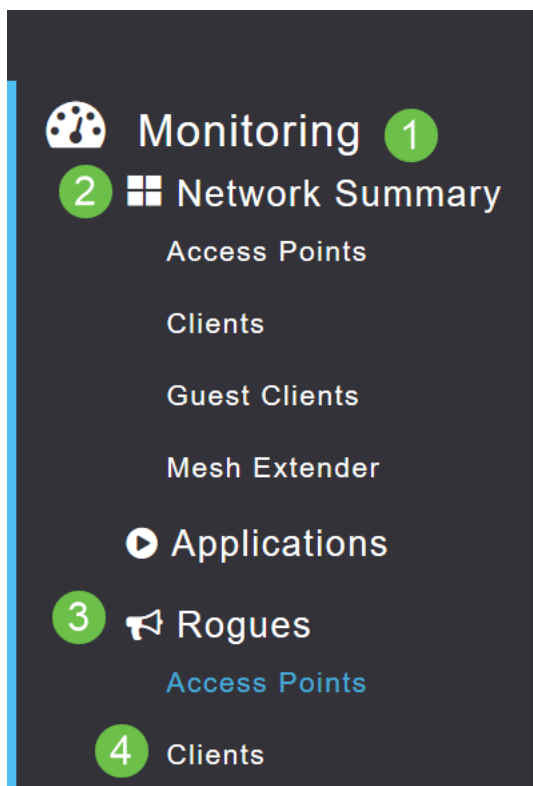 Monitoring 1
2 Network Summary
Access Points
Clients
Guest Clients
Mesh Extender
Applications
3 Rogues
Access Points
4 Clients